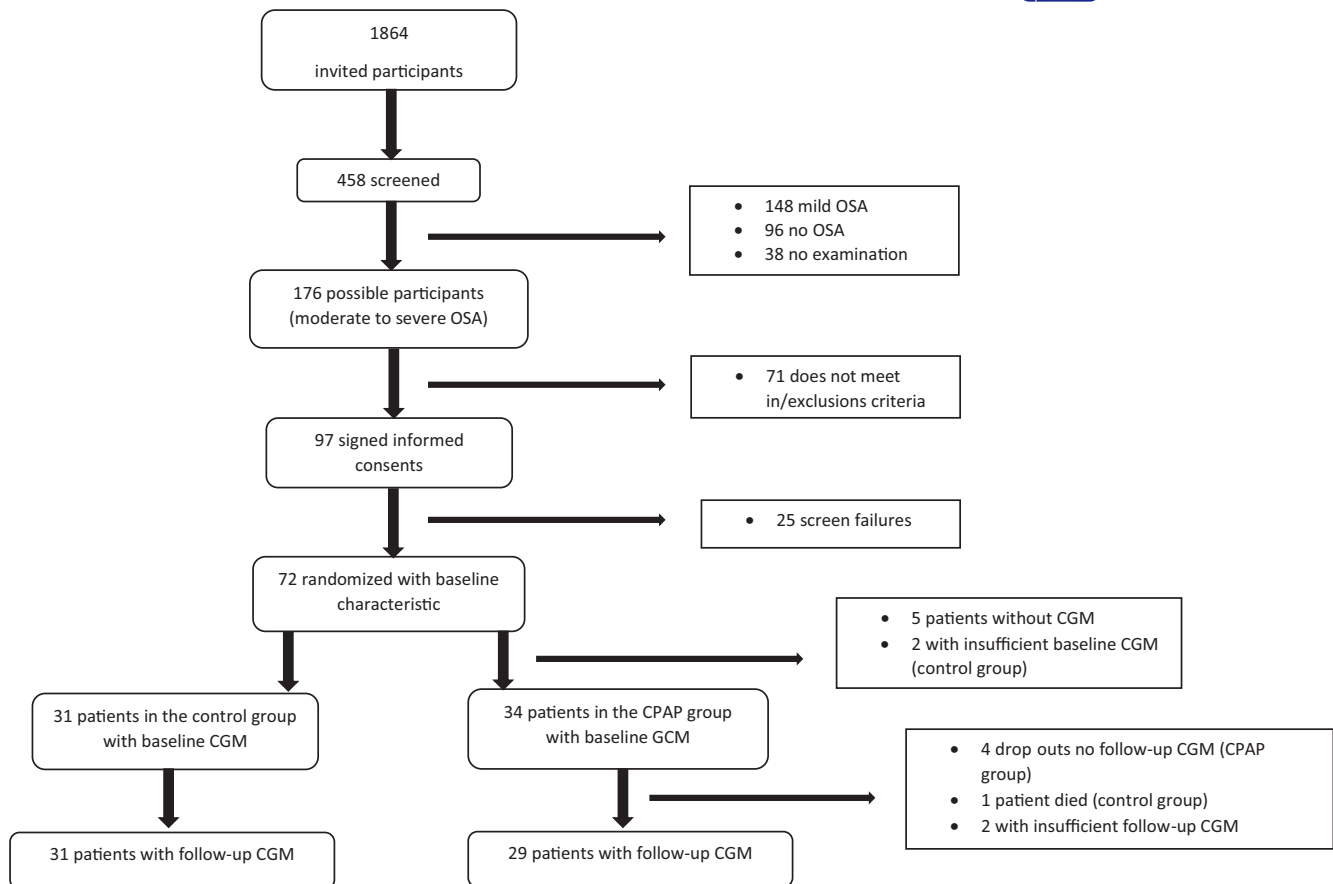 1864
invited participants
458 screened
• 148 mild OSA
• 96 no OSA
• 38 no examination
176 possible participants
(moderate to severe OSA)
• 71 does not meet
in/exclusions criteria
97 signed informed
consents
• 25 screen failures
72 randomized with baseline
characteristic
• 5 patients without CGM
• 2 with insufficient baseline CGM
(control group)
31 patients in the control group
with baseline CGM
34 patients in the CPAP group
with baseline GCM
• 4 drop outs no follow-up CGM (CPAP
group)
• 1 patient died (control group)
• 2 with insufficient follow-up CGM
31 patients with follow-up CGM
29 patients with follow-up CGM